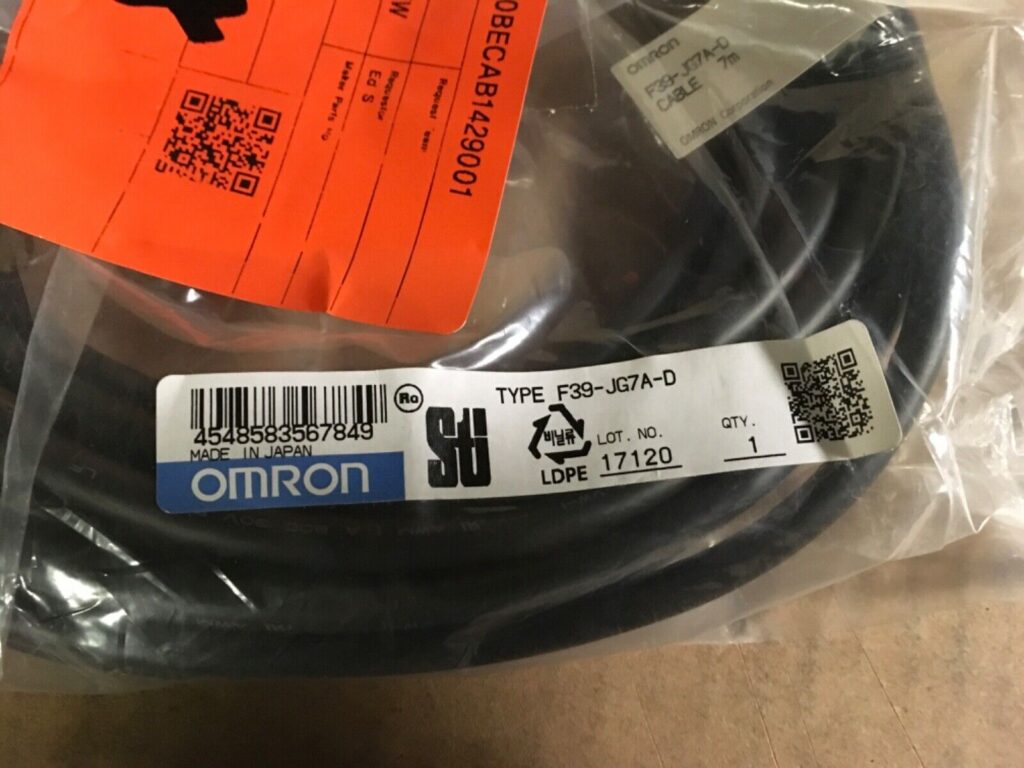 0BECAB1429001
Request
W
Requestor
Ed S
Maker Parts No
OMRON
F39-JG7A-D
CABLE 7m
OMRON Corporation
4548583567849
MADE IN JAPAN
OMRON
TYPE F39-JG7A-D
비닐류
LDPE
LOT. NO.
17120
QTY.
1